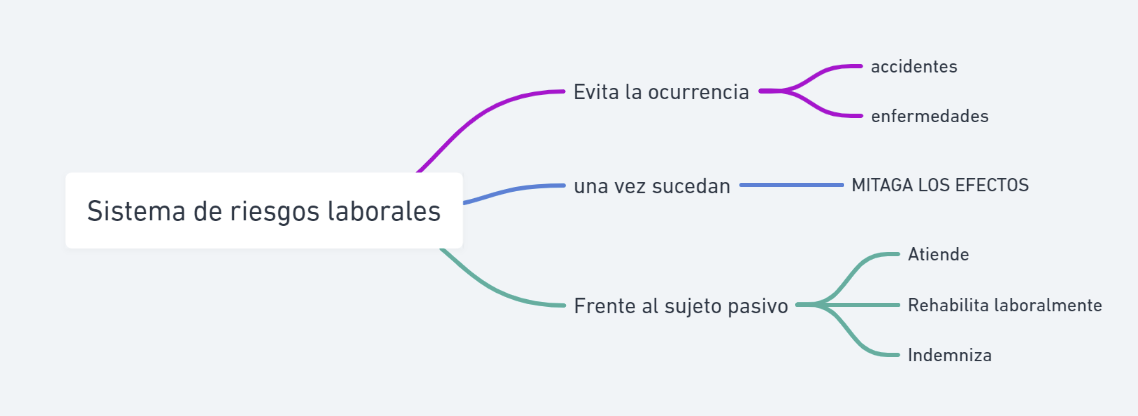 Sistema de riesgos laborales
Evita la ocurrencia
accidentes
enfermedades
una vez sucedan
MITAGA LOS EFECTOS
Frente al sujeto pasivo
Atiende
Rehabilita laboralmente
Indemniza